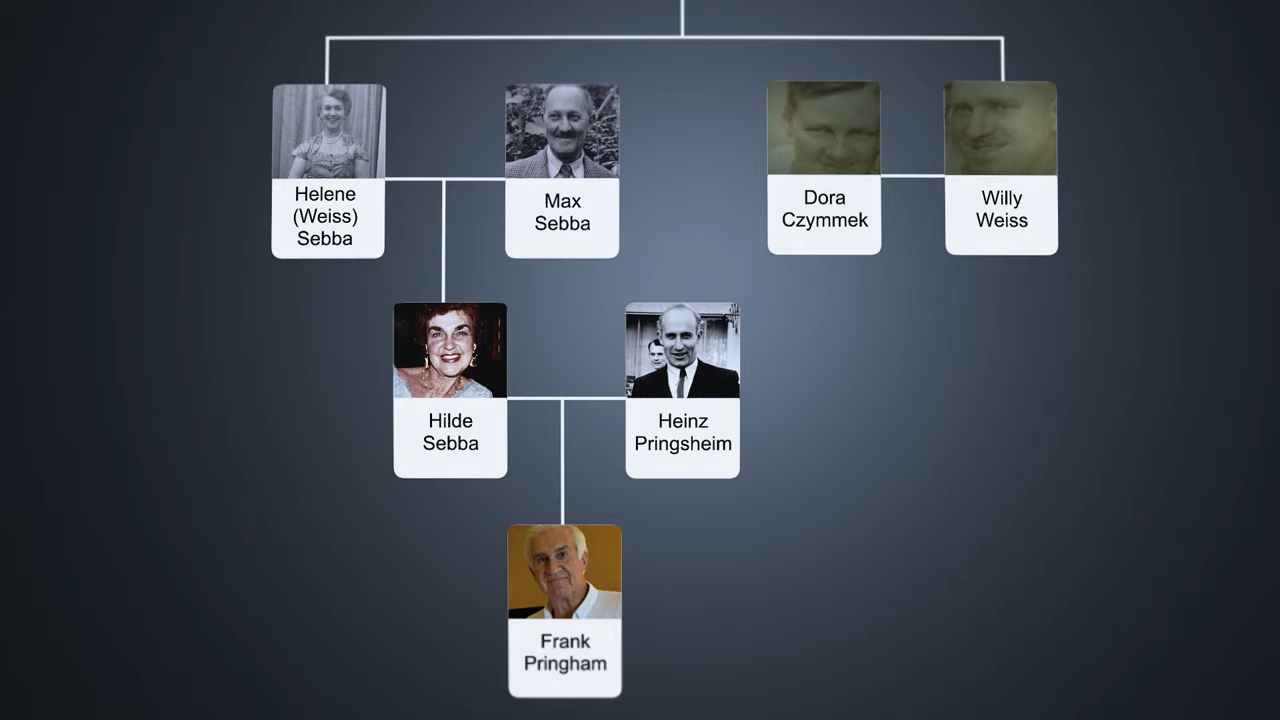 Helene
(Weiss)
Sebba
Max
Sebba
Dora
Czymmek
Willy
Weiss
Hilde
Sebba
Heinz
Pringsheim
Frank
Pringham